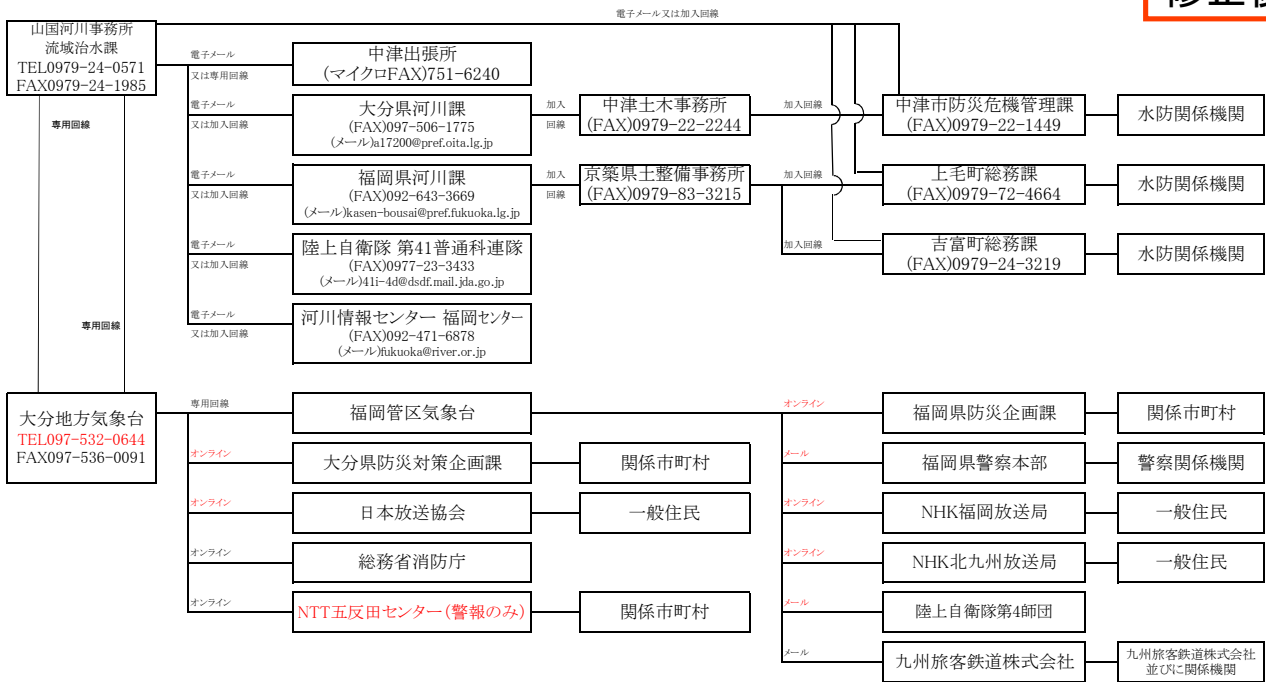 電子メール又は加入回線
山国河川事務所
流域治水課
TEL0979-24-0571
FAX0979-24-1985
専用回線
専用回線
電子メール
又は専用回線
中津出張所
(マイクロFAX)751-6240
電子メール
又は加入回線
大分県河川課
(FAX)097-506-1775
(メール)a17200@pref.oita.lg.jp
加入
回線
中津土木事務所
(FAX)0979-22-2244
加入回線
中津市防災危機管理課
(FAX)0979-22-1449
水防関係機関
電子メール
又は加入回線
福岡県河川課
(FAX)092-643-3669
(メール)kasen-bousai@pref.fukuoka.lg.jp
加入
回線
京築県土整備事務所
(FAX)0979-83-3215
加入回線
上毛町総務課
(FAX)0979-72-4664
水防関係機関
電子メール
又は加入回線
陸上自衛隊 第41普通科連隊
(FAX)0977-23-3433
(メール)41i-4d@dsdf.mail.jda.go.jp
加入回線
吉富町総務課
(FAX)0979-24-3219
水防関係機関
電子メール
又は加入回線
河川情報センター 福岡センター
(FAX)092-471-6878
(メール)fukuoka@river.or.jp
大分地方気象台
TEL097-532-0644
FAX097-536-0091
専用回線
福岡管区気象台
オンライン
福岡県防災企画課
関係市町村
オンライン
大分県防災対策企画課
関係市町村
メール
福岡県警察本部
警察関係機関
オンライン
日本放送協会
一般住民
オンライン
NHK福岡放送局
一般住民
オンライン
総務省消防庁
オンライン
NHK北九州放送局
一般住民
オンライン
NTT五反田センター(警報のみ)
関係市町村
メール
陸上自衛隊第4師団
メール
九州旅客鉄道株式会社
九州旅客鉄道株式会社
並びに関係機関